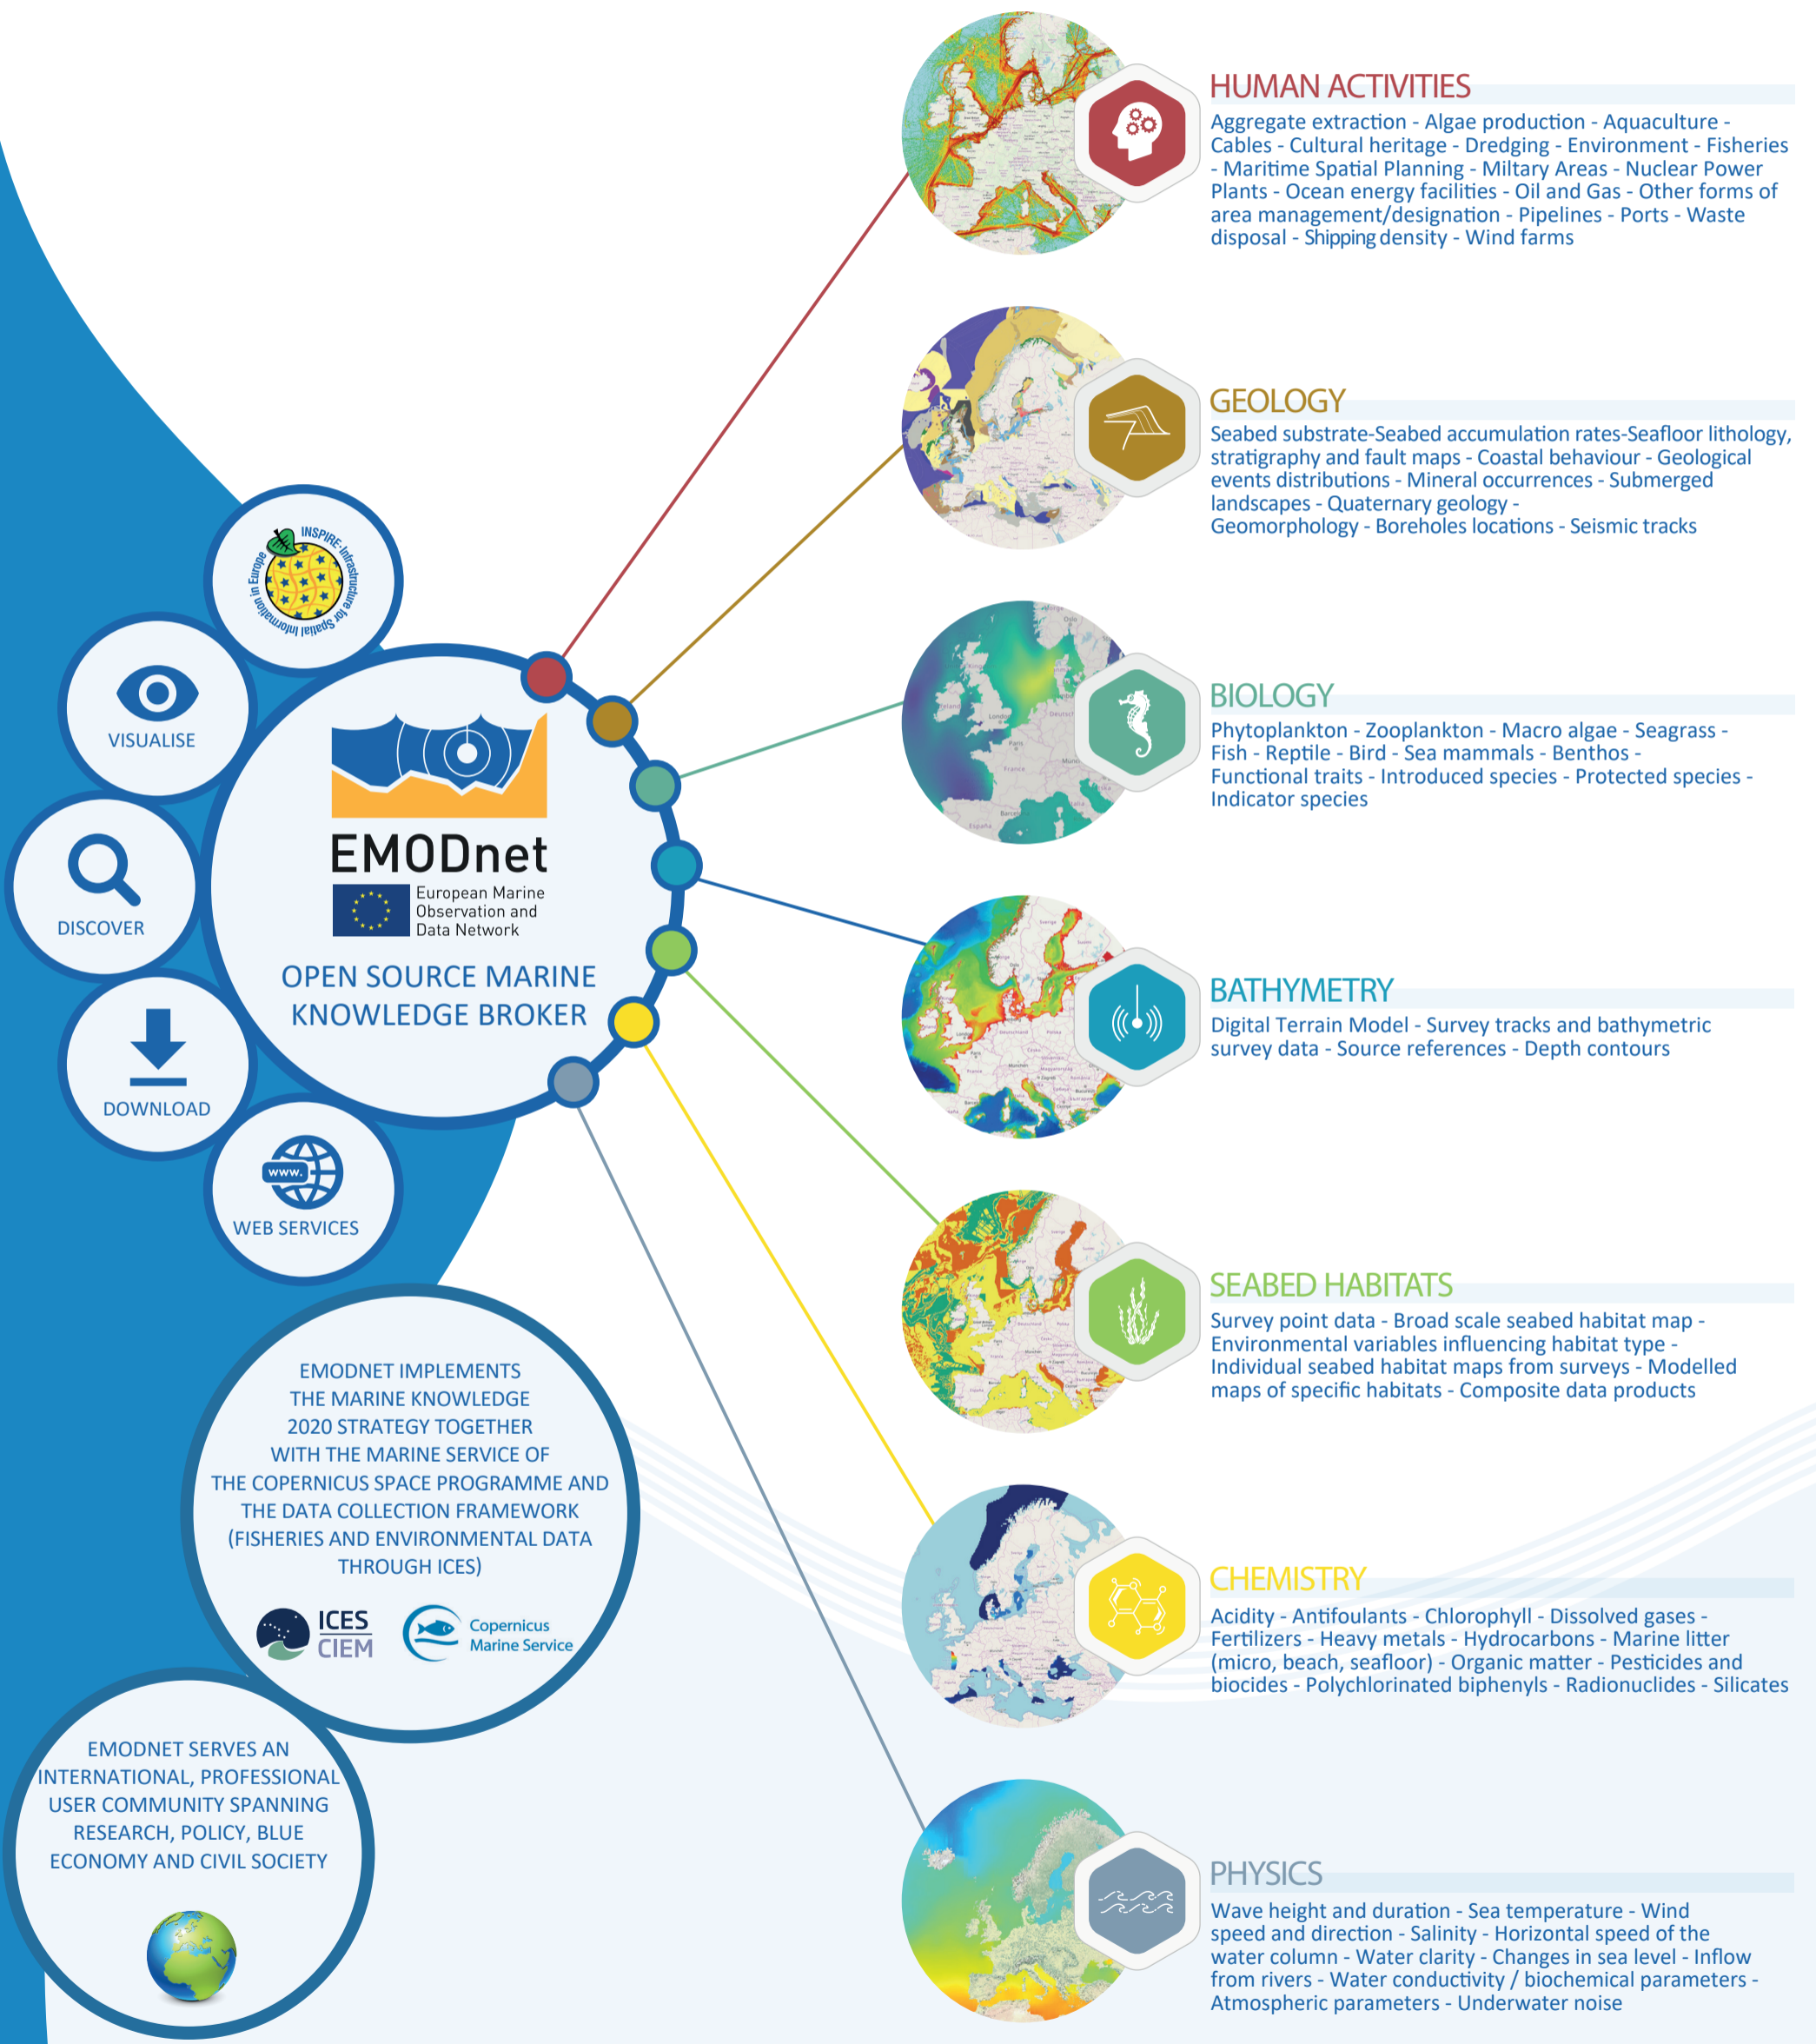 HUMAN ACTIVITIES
Aggregate extraction - Algae production - Aquaculture -
Cables - Cultural heritage - Dredging - Environment - Fisheries
- Maritime Spatial Planning - Miltary Areas - Nuclear Power
Plants - Ocean energy facilities - Oil and Gas - Other forms of
area management/designation - Pipelines - Ports - Waste
disposal - Shipping density - Wind farms
GEOLOGY
Seabed substrate-Seabed accumulation rates-Seafloor lithology,
stratigraphy and fault maps - Coastal behaviour - Geological
events distributions - Mineral occurrences - Submerged
landscapes - Quaternary geology -
Geomorphology - Boreholes locations - Seismic tracks
BIOLOGY
Phytoplankton - Zooplankton - Macro algae - Seagrass -
Fish - Reptile - Bird - Sea mammals - Benthos -
Functional traits - Introduced species - Protected species -
Indicator species
BATHYMETRY
Digital Terrain Model - Survey tracks and bathymetric
survey data - Source references - Depth contours
SEABED HABITATS
Survey point data - Broad scale seabed habitat map -
Environmental variables influencing habitat type -
Individual seabed habitat maps from surveys - Modelled
maps of specific habitats - Composite data products
CHEMISTRY
Acidity - Antifoulants - Chlorophyll - Dissolved gases -
Fertilizers - Heavy metals - Hydrocarbons - Marine litter
(micro, beach, seafloor) - Organic matter - Pesticides and
biocides - Polychlorinated biphenyls - Radionuclides - Silicates
PHYSICS
Wave height and duration - Sea temperature - Wind
speed and direction - Salinity - Horizontal speed of the
water column - Water clarity - Changes in sea level - Inflow
from rivers - Water conductivity / biochemical parameters -
Atmospheric parameters - Underwater noise
INSPIRE-Infrastructure for Spatial Information in Europe
VISUALISE
DISCOVER
DOWNLOAD
www.
WEB SERVICES
EMODnet
European Marine
Observation and
Data Network
OPEN SOURCE MARINE
KNOWLEDGE BROKER
EMODNET IMPLEMENTS
THE MARINE KNOWLEDGE
2020 STRATEGY TOGETHER
WITH THE MARINE SERVICE OF
THE COPERNICUS SPACE PROGRAMME AND
THE DATA COLLECTION FRAMEWORK
(FISHERIES AND ENVIRONMENTAL DATA
THROUGH ICES)
ICES
CIEM
Copernicus
Marine Service
EMODNET SERVES AN
INTERNATIONAL, PROFESSIONAL
USER COMMUNITY SPANNING
RESEARCH, POLICY, BLUE
ECONOMY AND CIVIL SOCIETY